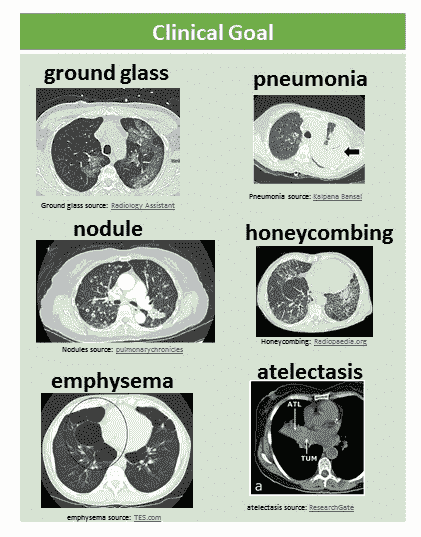 Clinical Goal
ground glass
pneumonia
Ground glass source: Radiology Assistant
Pneumonia source: Kalpana Bansal
nodule
honeycombing
Nodules source: pulmonarychronicles
Honeycombing: Radiopaedia.org
emphysema
atelectasis
ATL
TUM
a
emphysema source: TES.com
atelectasis source: ResearchGate